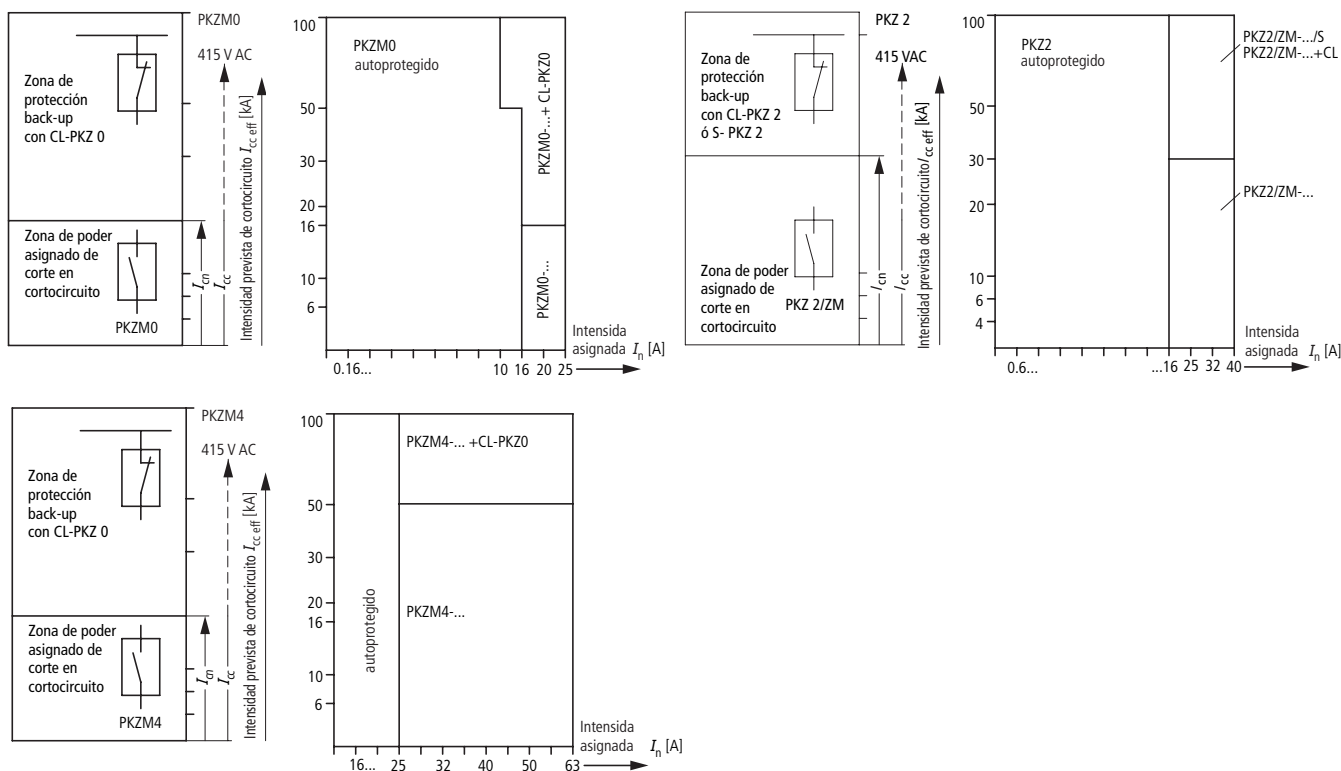 PKZM0
415 V AC
Zona de
protección
back-up
con CL-PKZ 0
Zona de poder
asignado de
corte en
cortocircuito
PKZM0
Icn
Icc
Intensidad prevista de cortocircuito Icc eff [kA]
100
50
30
20
16
10
6
PKZM0
autoprotegido
PKZM0-...+ CL-PKZ0
PKZM0-...
0.16...
10 16 20 25
Intensida
asignada In [A]
PKZ 2
415 VAC
Zona de
protección
back-up
con CL-PKZ 2
ó S- PKZ 2
Zona de poder
asignado de
corte en
cortocircuito
PKZ 2/ZM
Icn
Icc
Intensidad prevista de cortocircuito Icc eff [kA]
100
50
30
20
10
6
4
PKZ2
autoprotegido
PKZ2/ZM-.../S
PKZ2/ZM-...+CL
PKZ2/ZM-...
0.6...
...16 25 32 40
Intensida
asignada In [A]
PKZM4
415 V AC
Zona de
protección
back-up
con CL-PKZ 0
Zona de poder
asignado de
corte en
cortocircuito
PKZM4
Icn
Icc
Intensidad prevista de cortocircuito Icc eff [kA]
100
50
30
20
16
10
6
autoprotegido
PKZM4-... +CL-PKZ0
PKZM4-...
16... 25 32 40 50 63
Intensida
asignada In [A]